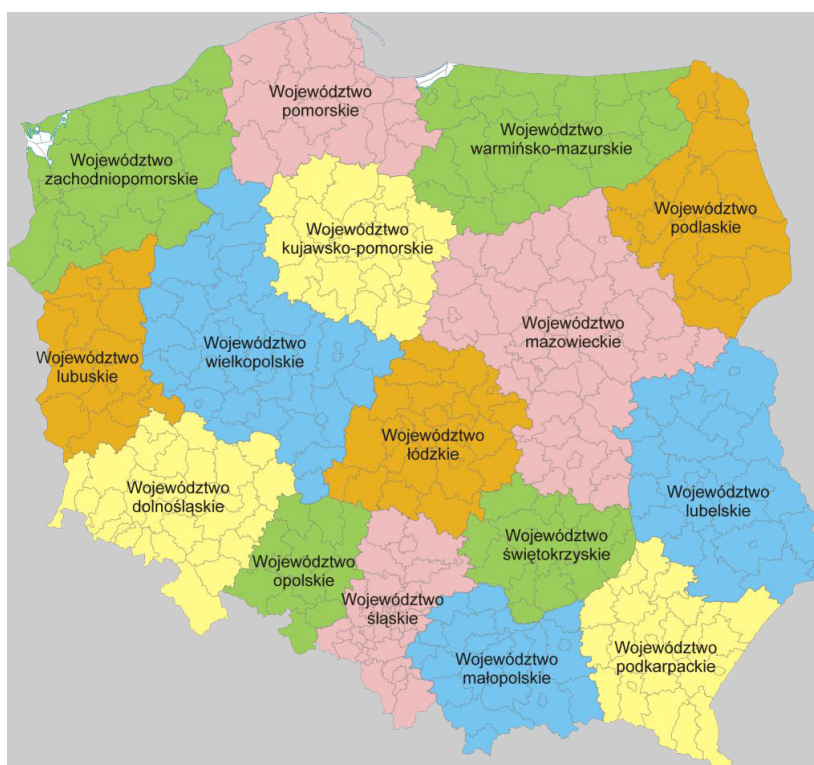 Województwo
pomorskie
Województwo
warmińsko-mazurskie
Województwo
zachodniopomorskie
Województwo
podlaskie
Województwo
kujawsko-pomorskie
Województwo
mazowieckie
Województwo
wielkopolskie
Województwo
lubuskie
Województwo
łódzkie
Województwo
dolnośląskie
Województwo
lubelskie
Województwo
świętokrzyskie
Województwo
opolskie
Województwo
śląskie
Województwo
małopolskie
Województwo
podkarpackie